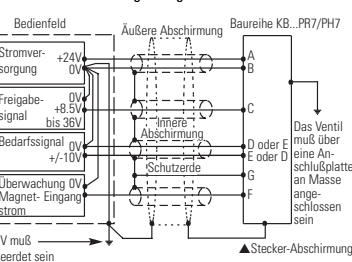 Bedienfeld
Äußere Abschirmung
Baureihe KB...PR7/PH7
Stromver-
sorgung
+24V
0V
Freigabe-
signal
0V
+8.5V
bis 36V
Bedarfssignal
0V
+/-10V
Überwachung 0V
Magnet- Eingang
strom
Innere
Abschirmung
Schutzerde
A
B
C
D oder E
E oder D
G
F
Das Ventil
muß über
eine An-
schlußplatte
an Masse
ange-
schlossen
sein
V muß
eerdet sein
▲Stecker-Abschirmung